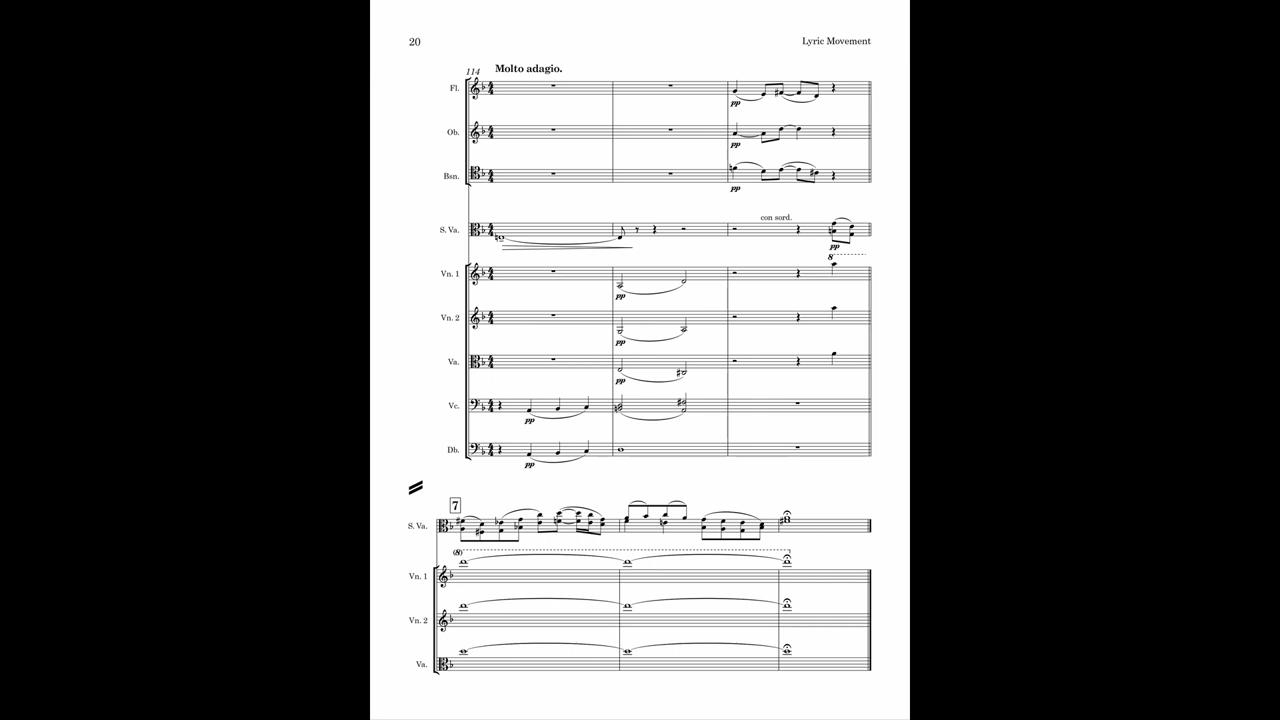 20 Lyric Movement
114 Molto adagio.
Fl.
pp
Ob.
pp
Bsn.
pp
con sord.
S. Va.
pp
8
Vn. 1
pp
Vn. 2
pp
Va.
pp
Vc.
pp
Db.
pp
7
S. Va.
(8)
Vn. 1
Vn. 2
Va.